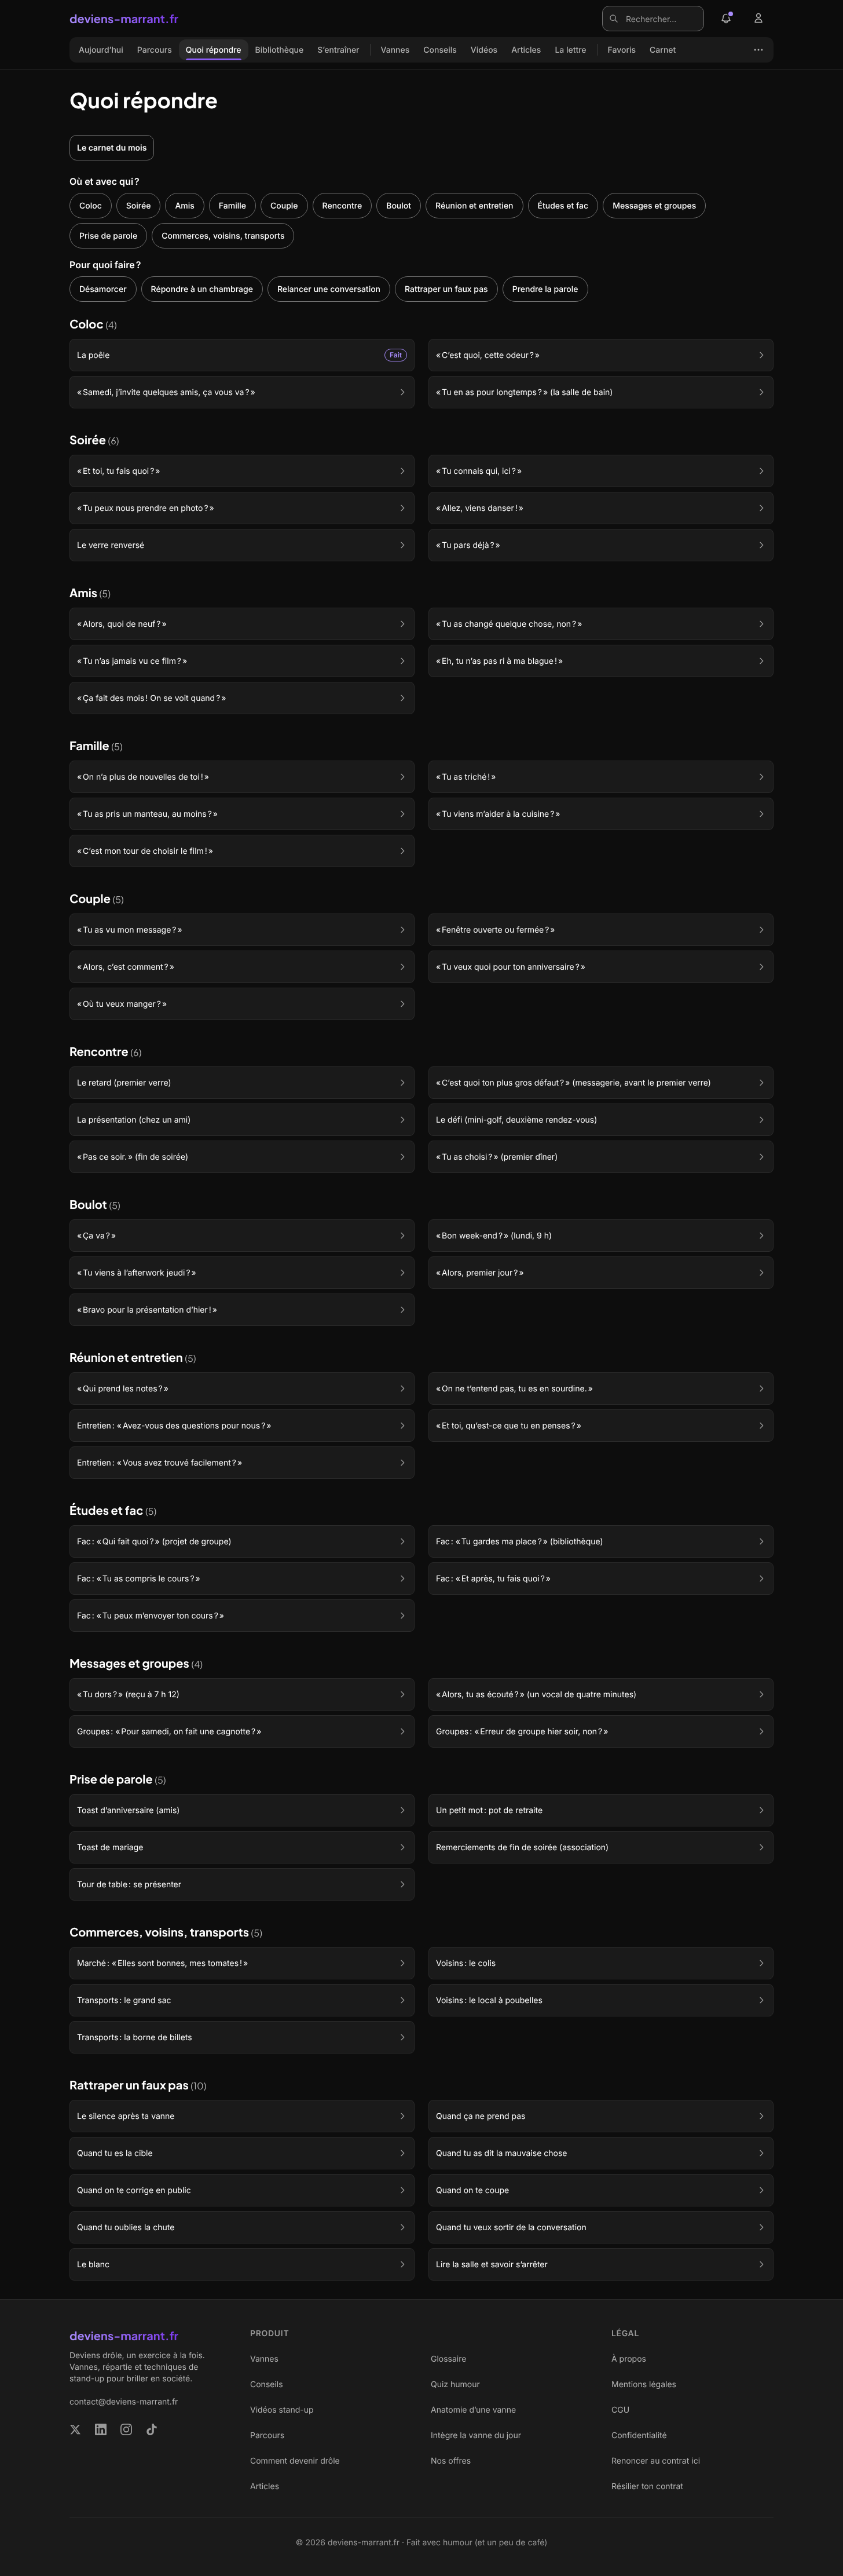 deviens-marrant.fr
Rechercher...
Aujourd'hui Parcours Quoi répondre Bibliothèque S'entraîner Vannes Conseils Vidéos Articles La lettre Favoris Carnet
Quoi répondre
Le carnet du mois
Où et avec qui ?
Coloc Soirée Amis Famille Couple Rencontre Boulot Réunion et entretien Études et fac Messages et groupes
Prise de parole Commerces, voisins, transports
Pour quoi faire ?
Désamorcer Répondre à un chambrage Relancer une conversation Rattraper un faux pas Prendre la parole
Coloc (4)
La poêle Fait
« C'est quoi, cette odeur ? »
« Samedi, j'invite quelques amis, ça vous va ? »
« Tu en as pour longtemps ? » (la salle de bain)
Soirée (6)
« Et toi, tu fais quoi ? »
« Tu connais qui, ici ? »
« Tu peux nous prendre en photo ? »
« Allez, viens danser ! »
Le verre renversé
« Tu pars déjà ? »
Amis (5)
« Alors, quoi de neuf ? »
« Tu as changé quelque chose, non ? »
« Tu n'as jamais vu ce film ? »
« Eh, tu n'as pas ri à ma blague ! »
« Ça fait des mois ! On se voit quand ? »
Famille (5)
« On n'a plus de nouvelles de toi ! »
« Tu as triché ! »
« Tu as pris un manteau, au moins ? »
« Tu viens m'aider à la cuisine ? »
« C'est mon tour de choisir le film ! »
Couple (5)
« Tu as vu mon message ? »
« Fenêtre ouverte ou fermée ? »
« Alors, c'est comment ? »
« Tu veux quoi pour ton anniversaire ? »
« Où tu veux manger ? »
Rencontre (6)
Le retard (premier verre)
« C'est quoi ton plus gros défaut ? » (messagerie, avant le premier verre)
La présentation (chez un ami)
Le défi (mini-golf, deuxième rendez-vous)
« Pas ce soir. » (fin de soirée)
« Tu as choisi ? » (premier dîner)
Boulot (5)
« Ça va ? »
« Bon week-end ? » (lundi, 9 h)
« Tu viens à l'afterwork jeudi ? »
« Alors, premier jour ? »
« Bravo pour la présentation d'hier ! »
Réunion et entretien (5)
« Qui prend les notes ? »
« On ne t'entend pas, tu es en sourdine. »
Entretien : « Avez-vous des questions pour nous ? »
« Et toi, qu'est-ce que tu en penses ? »
Entretien : « Vous avez trouvé facilement ? »
Études et fac (5)
Fac : « Qui fait quoi ? » (projet de groupe)
Fac : « Tu gardes ma place ? » (bibliothèque)
Fac : « Tu as compris le cours ? »
Fac : « Et après, tu fais quoi ? »
Fac : « Tu peux m'envoyer ton cours ? »
Messages et groupes (4)
« Tu dors ? » (reçu à 7 h 12)
« Alors, tu as écouté ? » (un vocal de quatre minutes)
Groupes : « Pour samedi, on fait une cagnotte ? »
Groupes : « Erreur de groupe hier soir, non ? »
Prise de parole (5)
Toast d'anniversaire (amis)
Un petit mot : pot de retraite
Toast de mariage
Remerciements de fin de soirée (association)
Tour de table : se présenter
Commerces, voisins, transports (5)
Marché : « Elles sont bonnes, mes tomates ! »
Voisins : le colis
Transports : le grand sac
Voisins : le local à poubelles
Transports : la borne de billets
Rattraper un faux pas (10)
Le silence après ta vanne
Quand ça ne prend pas
Quand tu es la cible
Quand tu as dit la mauvaise chose
Quand on te corrige en public
Quand on te coupe
Quand tu oublies la chute
Quand tu veux sortir de la conversation
Le blanc
Lire la salle et savoir s'arrêter
deviens-marrant.fr
Deviens drôle, un exercice à la fois.
Vannes, répartie et techniques de
stand-up pour briller en société.
contact@deviens-marrant.fr
PRODUIT
Vannes
Conseils
Vidéos stand-up
Parcours
Comment devenir drôle
Articles
Glossaire
Quiz humour
Anatomie d'une vanne
Intègre la vanne du jour
Nos offres
LÉGAL
À propos
Mentions légales
CGU
Confidentialité
Renoncer au contrat ici
Résilier ton contrat
© 2026 deviens-marrant.fr · Fait avec humour (et un peu de café)